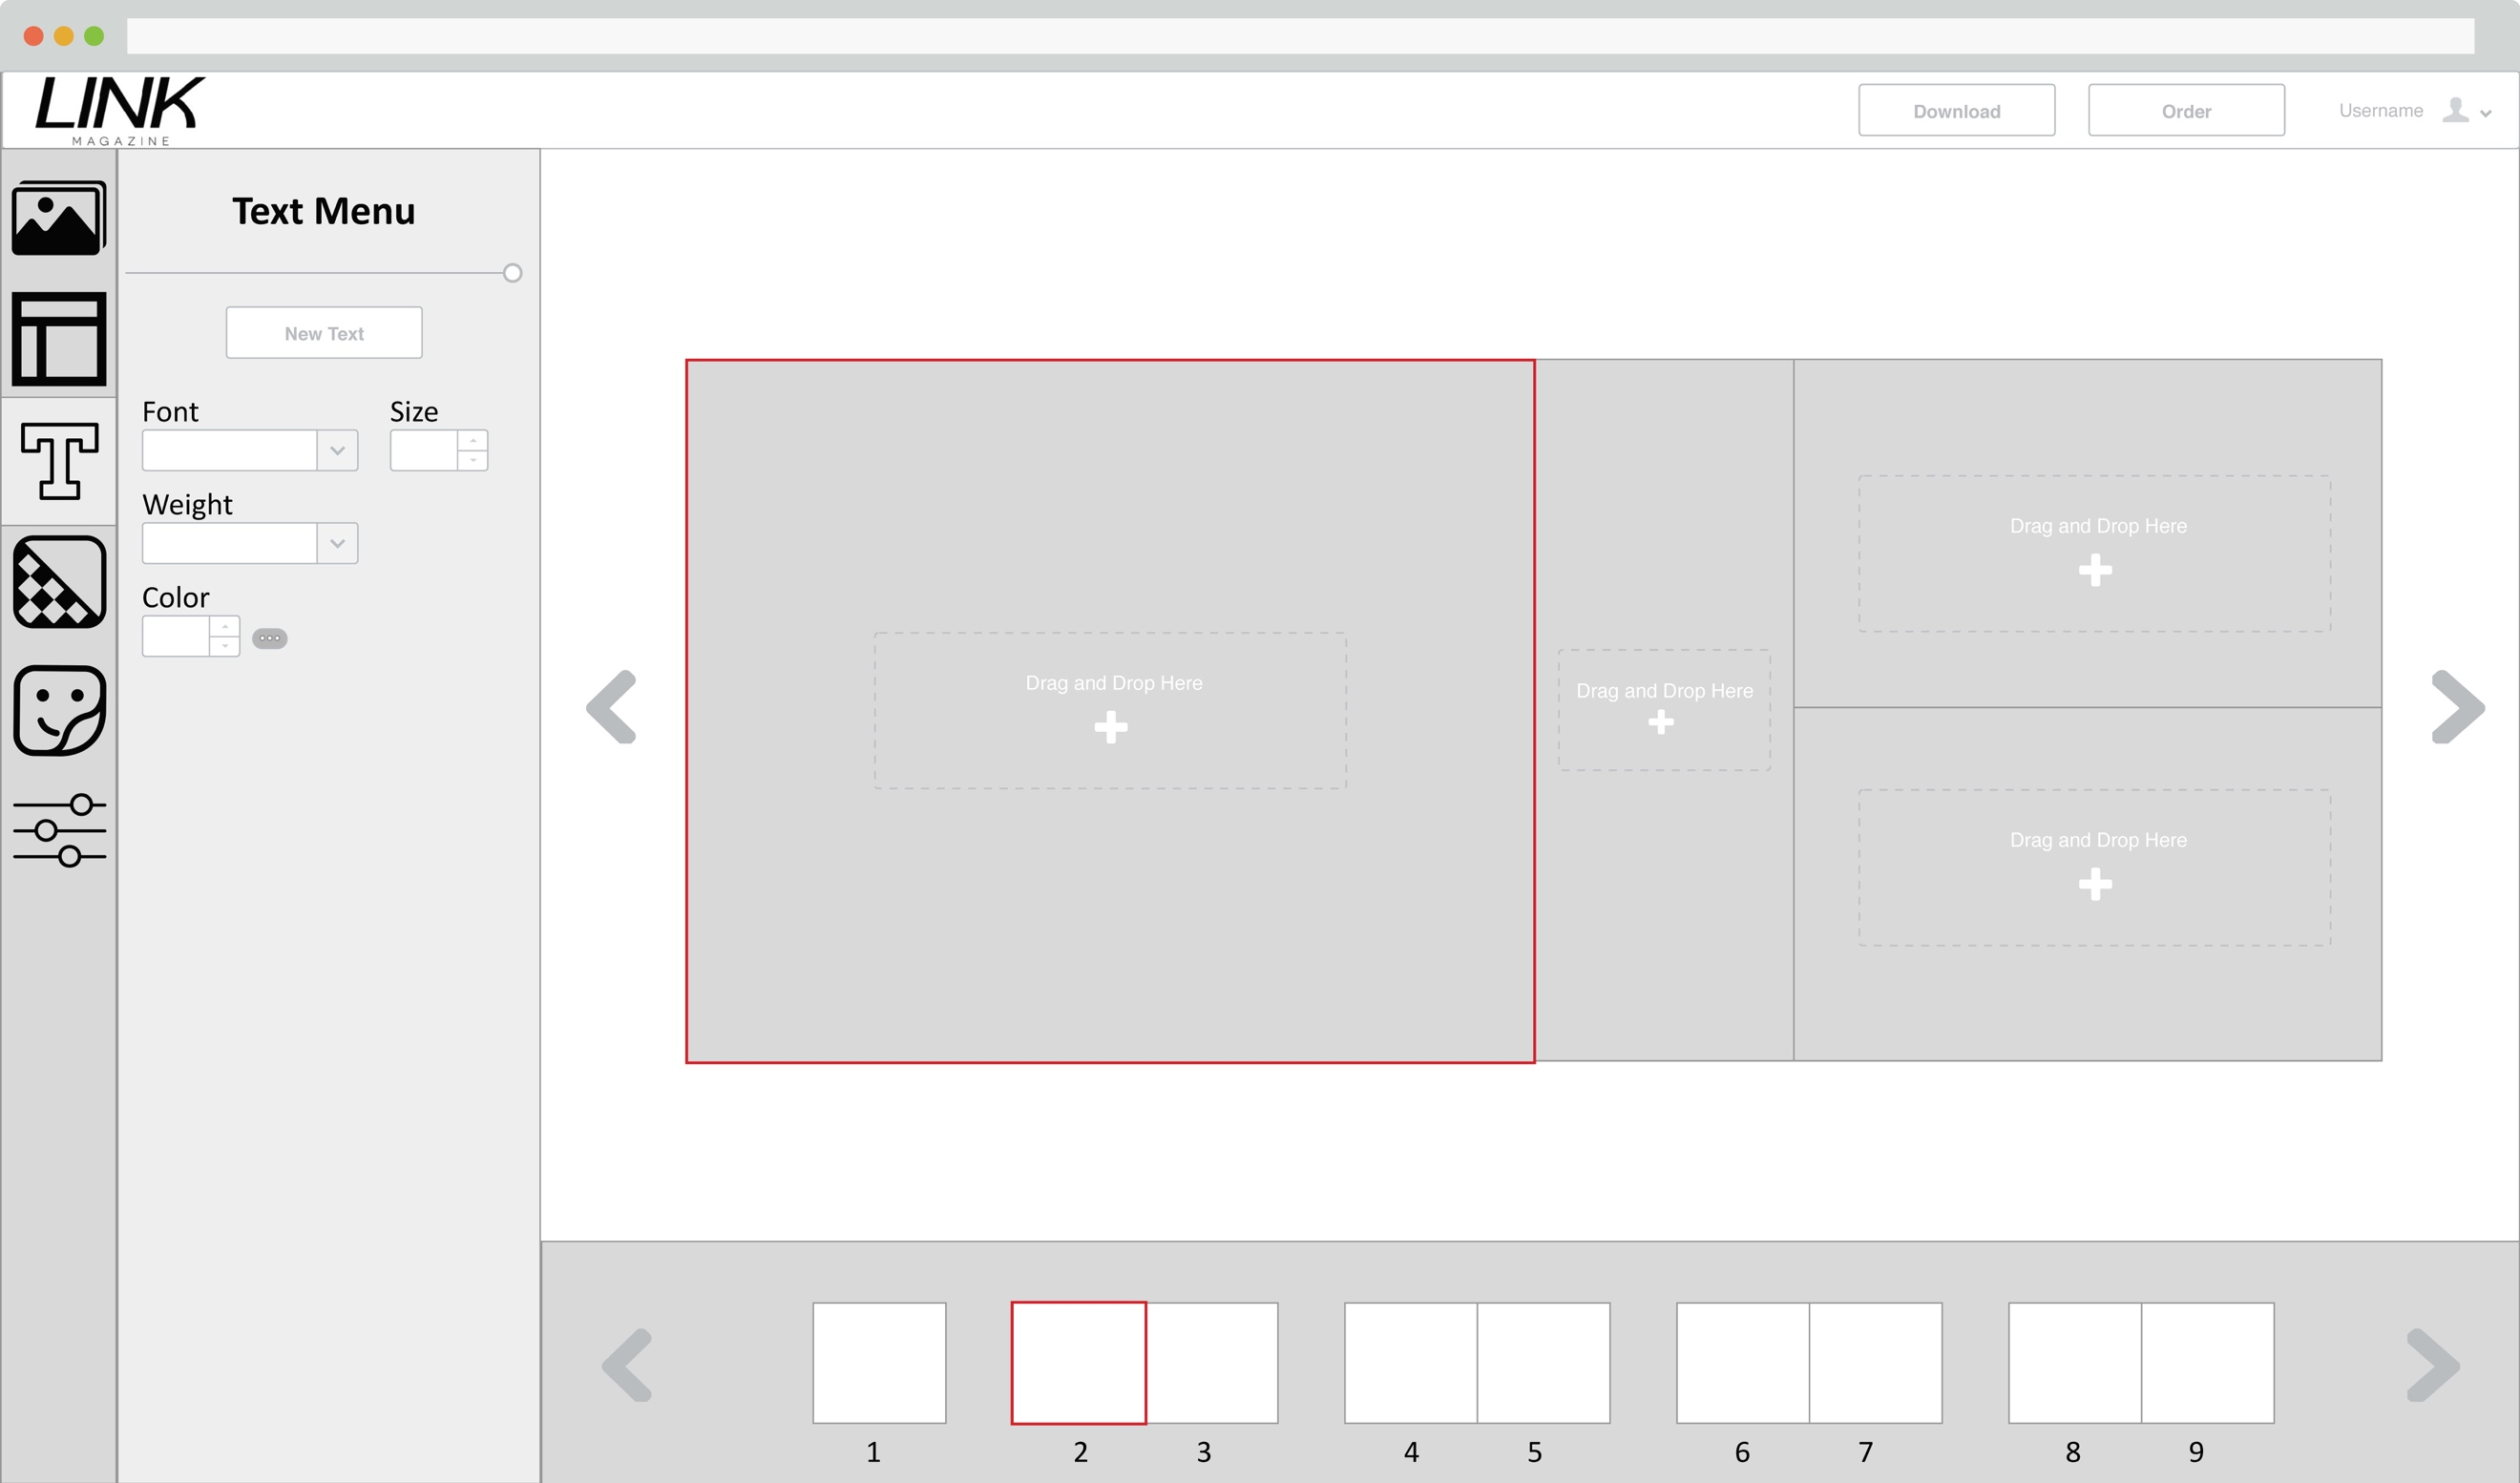 LINK
MAGAZINE
Download
Order
Username
Text Menu
New Text
Font
Size
Weight
Color
Drag and Drop Here
Drag and Drop Here
Drag and Drop Here
Drag and Drop Here
1
2
3
4
5
6
7
8
9